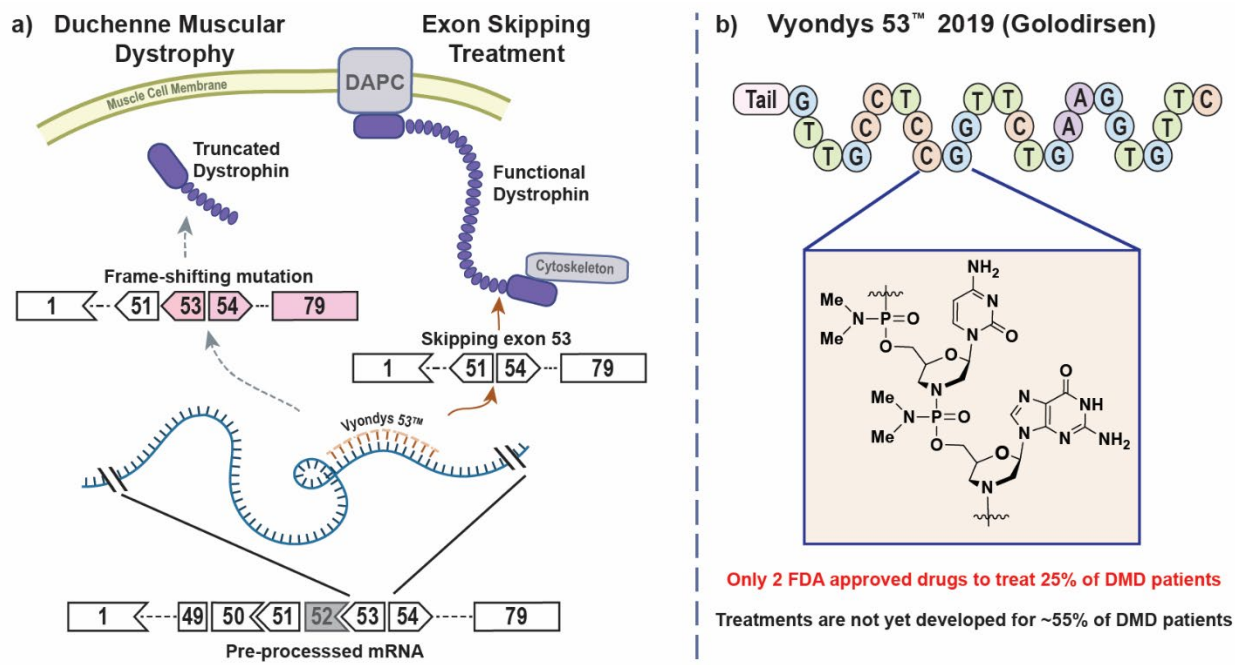 a) Duchenne Muscular
Dystrophy
Exon Skipping
Treatment
Muscle Cell Membrane
DAPC
Truncated
Dystrophin
Functional
Dystrophin
Cytoskeleton
Frame-shifting mutation
1 51 53 54 79
Skipping exon 53
1 51 54 79
Vyondys 53™
1 49 50 51 52 53 54 79
Pre-processsed mRNA
b) Vyondys 53™ 2019 (Golodirsen)
Tail G T T G C C T C C G G T T C T G A A G G T G T T C
NH₂
N
N
O
Me
N
Me
P
O
O
O
N
Me
N
Me
P
O
O
O
N
N
N
O
NH
N
NH₂
N
Only 2 FDA approved drugs to treat 25% of DMD patients
Treatments are not yet developed for ~55% of DMD patients